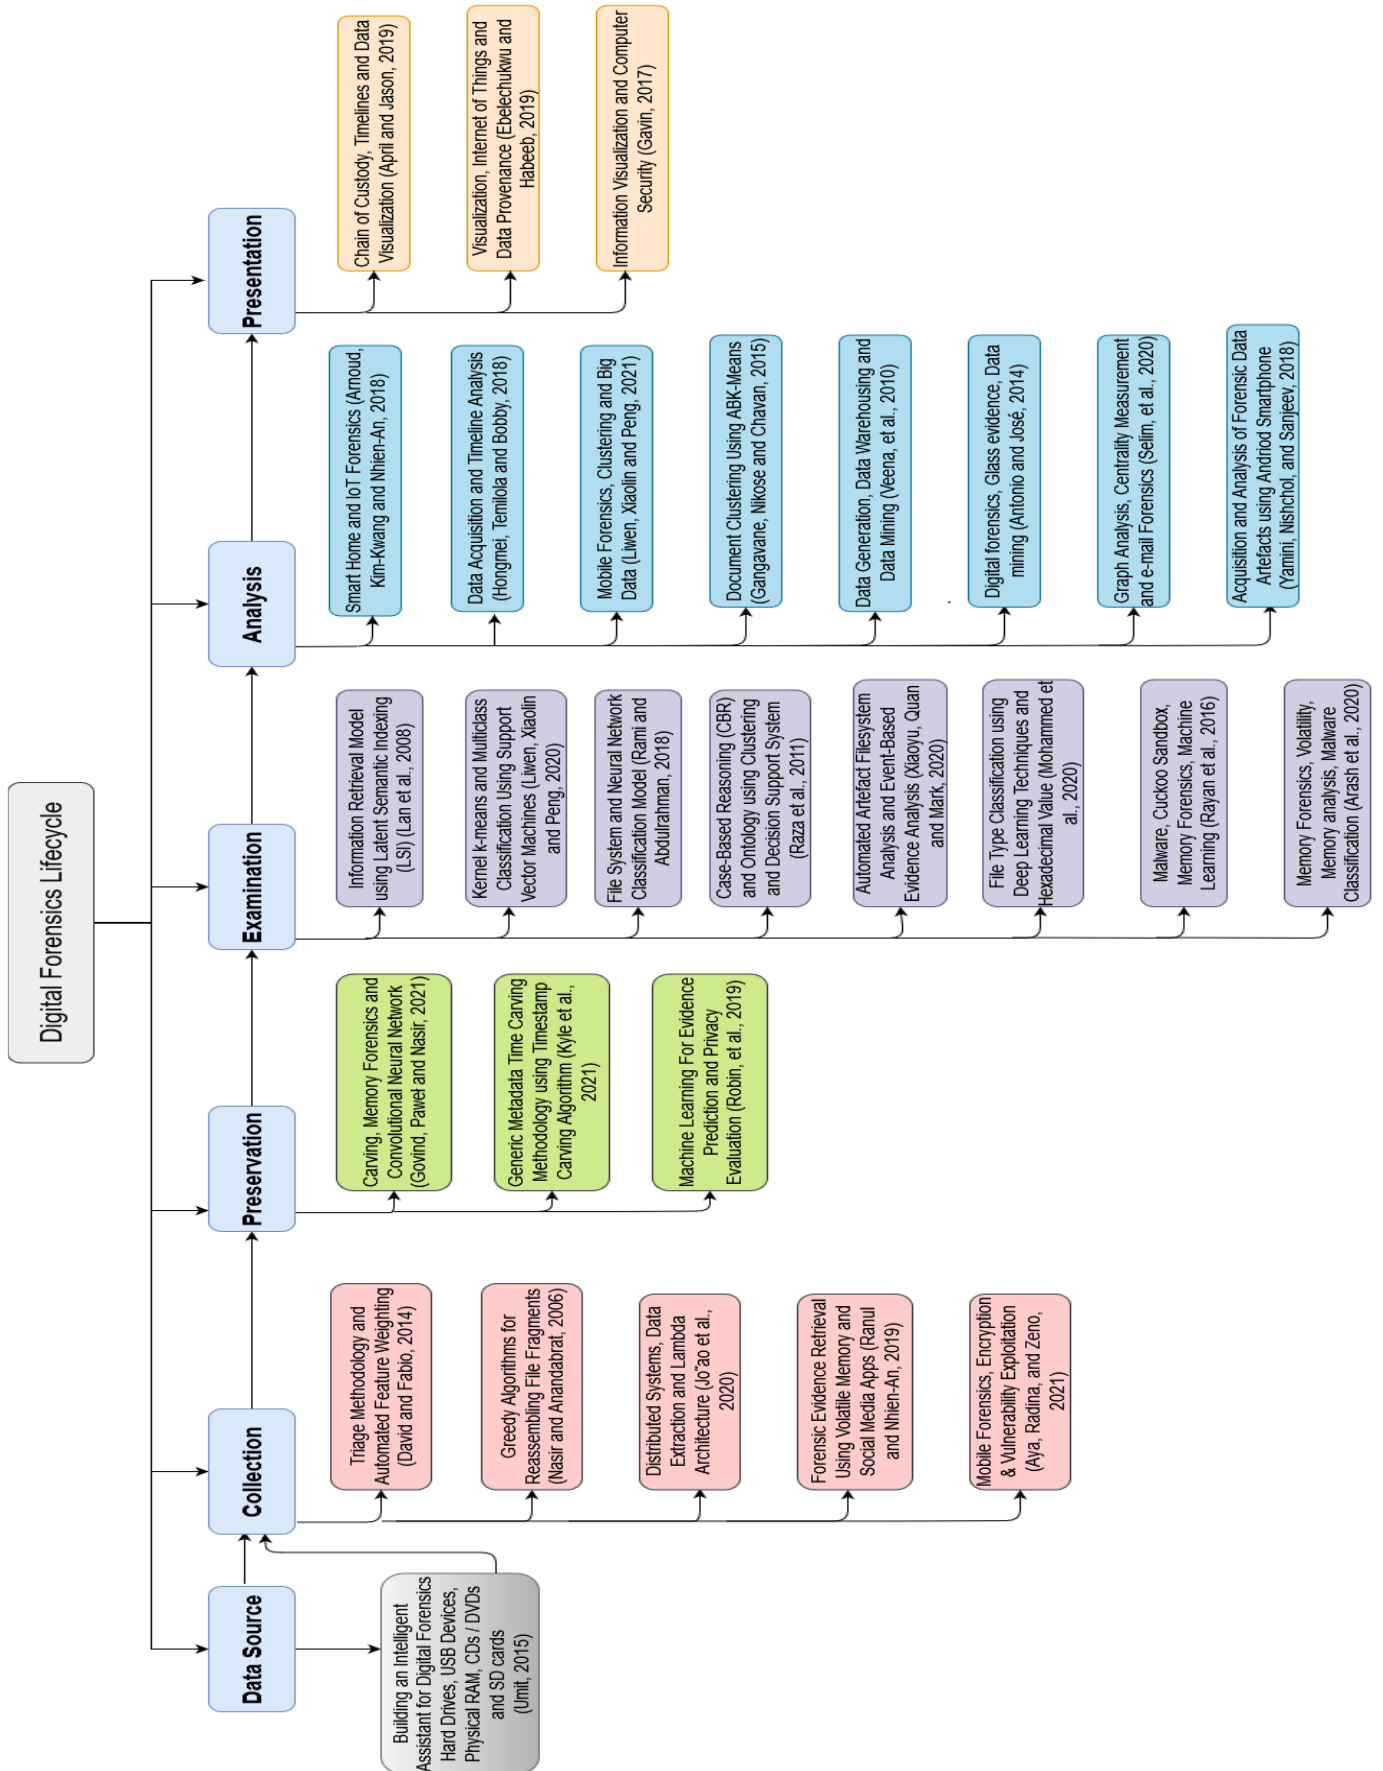 Digital Forensics Lifecycle
Data Source
Collection
Preservation
Examination
Analysis
Presentation
Building an Intelligent
Assistant for Digital Forensics
Hard Drives, USB Devices,
Physical RAM, CDs / DVDs
and SD cards
(Umit, 2015)
Triage Methodology and
Automated Feature Weighting
(David and Fabio, 2014)
Greedy Algorithms for
Reassembling File Fragments
(Nasir and Anandabrat, 2006)
Distributed Systems, Data
Extraction and Lambda
Architecture (Jo˜ao et al.,
2020)
Forensic Evidence Retrieval
Using Volatile Memory and
Social Media Apps (Ranul
and Nhien-An, 2019)
Mobile Forensics, Encryption
& Vulnerability Exploitation
(Aya, Radina, and Zeno,
2021)
Carving, Memory Forensics and
Convolutional Neural Network
(Govind, Paweł and Nasir, 2021)
Generic Metadata Time Carving
Methodology using Timestamp
Carving Algorithm (Kyle et al.,
2021)
Machine Learning For Evidence
Prediction and Privacy
Evaluation (Robin, et al., 2019)
Information Retrieval Model
using Latent Semantic Indexing
(LSI) (Lan et al., 2008)
Kernel k-means and Multiclass
Classification Using Support
Vector Machines (Liwen, Xiaolin
and Peng, 2020)
File System and Neural Network
Classification Model (Rami and
Abdulrahman, 2018)
Case-Based Reasoning (CBR)
and Ontology using Clustering
and Decision Support System
(Raza et al., 2011)
Automated Artefact Filesystem
Analysis and Event-Based
Evidence Analysis (Xiaoyu, Quan
and Mark, 2020)
File Type Classification using
Deep Learning Techniques and
Hexadecimal Value (Mohammed et
al., 2020)
Malware, Cuckoo Sandbox,
Memory Forensics, Machine
Learning (Rayan et al., 2016)
Memory Forensics, Volatility,
Memory analysis, Malware
Classification (Arash et al., 2020)
Smart Home and IoT Forensics (Arnoud,
Kim-Kwang and Nhien-An, 2018)
Data Acquisition and Timeline Analysis
(Hongmei, Temilola and Bobby, 2018)
Mobile Forensics, Clustering and Big
Data (Liwen, Xiaolin and Peng, 2021)
Document Clustering Using ABK-Means
(Gangavane, Nikose and Chavan, 2015)
Data Generation, Data Warehousing and
Data Mining (Veena, et al., 2010)
Digital forensics, Glass evidence, Data
mining (Antonio and José, 2014)
Graph Analysis, Centrality Measurement
and e-mail Forensics (Selim, et al., 2020)
Acquisition and Analysis of Forensic Data
Artefacts using Andriod Smartphone
(Yamini, Nishchol, and Sanjeev, 2018)
Chain of Custody, Timelines and Data
Visualization (April and Jason, 2019)
Visualization, Internet of Things and
Data Provenance (Ebelechukwu and
Habeeb, 2019)
Information Visualization and Computer
Security (Gavin, 2017)